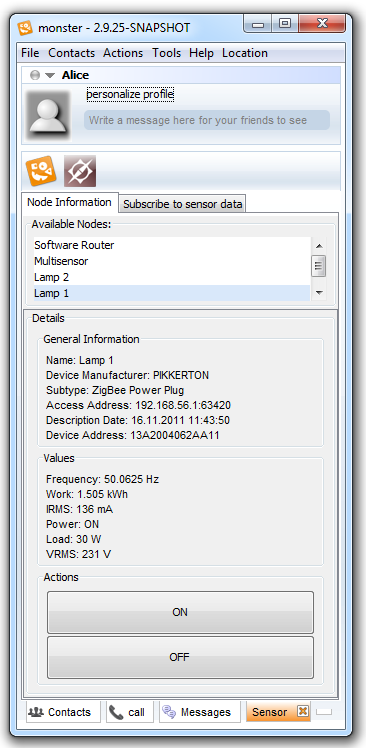 monster - 2.9.25-SNAPSHOT
File Contacts Actions Tools Help Location
Alice
personalize profile
Write a message here for your friends to see
Node Information Subscribe to sensor data
Available Nodes:
Software Router
Multisensor
Lamp 2
Lamp 1
Details
General Information
Name: Lamp 1
Device Manufacturer: PIKKERTON
Subtype: ZigBee Power Plug
Access Address: 192.168.56.1:63420
Description Date: 16.11.2011 11:43:50
Device Address: 13A2004062AA11
Values
Frequency: 50.0625 Hz
Work: 1.505 kWh
IRMS: 136 mA
Power: ON
Load: 30 W
VRMS: 231 V
Actions
ON
OFF
Contacts call Messages Sensor